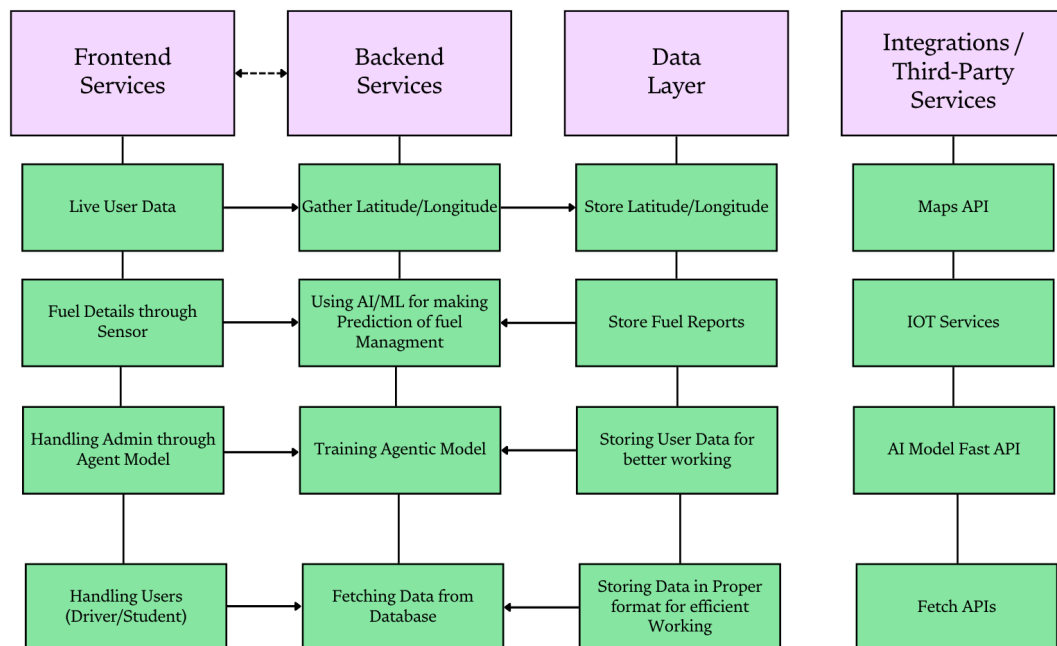 Frontend
Services
Backend
Services
Data
Layer
Integrations /
Third-Party
Services
Live User Data
Gather Latitude/Longitude
Store Latitude/Longitude
Maps API
Fuel Details through
Sensor
Using AI/ML for making
Prediction of fuel
Managment
Store Fuel Reports
IOT Services
Handling Admin through
Agent Model
Training Agentic Model
Storing User Data for
better working
AI Model Fast API
Handling Users
(Driver/Student)
Fetching Data from
Database
Storing Data in Proper
format for efficient
Working
Fetch APIs